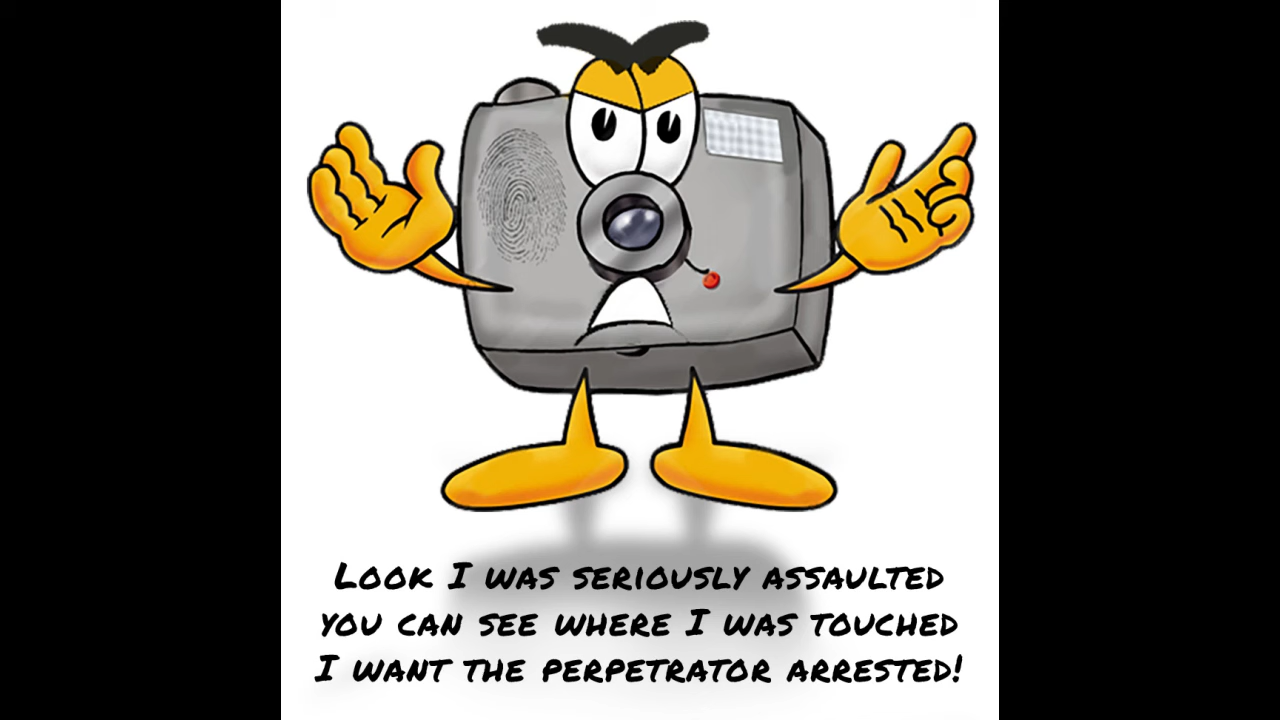 Look I was seriously assaulted
you can see where I was touched
I want the perpetrator arrested!